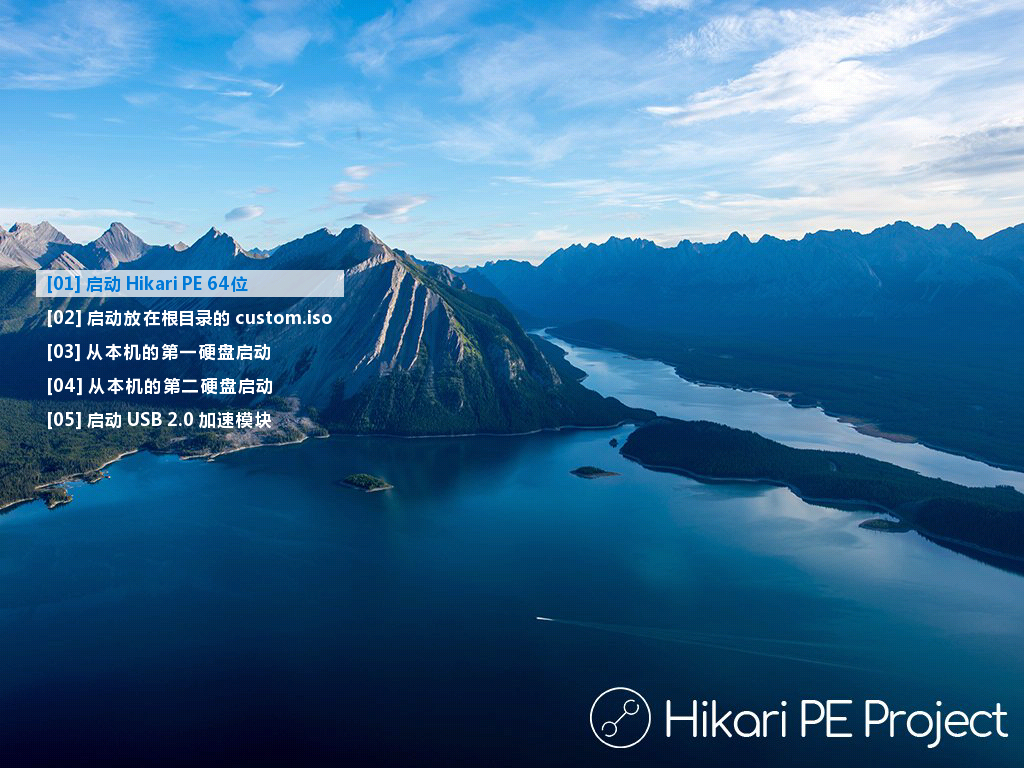 [01] 启动 Hikari PE 64位
[02] 启动放在根目录的 custom.iso
[03] 从本机的第一硬盘启动
[04] 从本机的第二硬盘启动
[05] 启动 USB 2.0 加速模块
Hikari PE Project